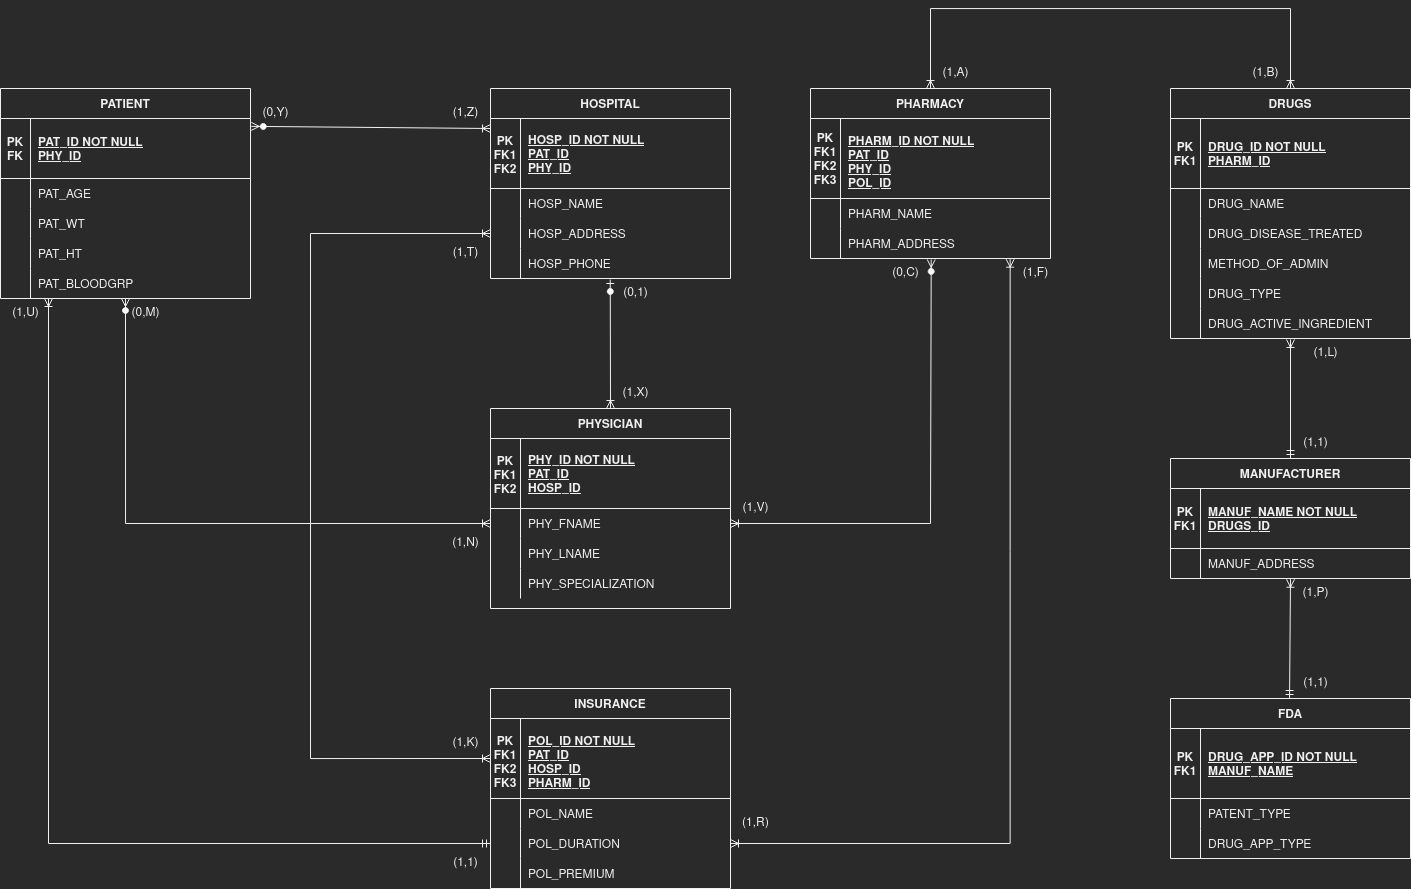 (1,A)
(1,B)
PATIENT
PK PAT_ID NOT NULL
FK PHY_ID
PAT_AGE
PAT_WT
PAT_HT
PAT_BLOODGRP
(0,Y)
(1,Z)
(1,U)
(0,M)
HOSPITAL
PK HOSP_ID NOT NULL
FK1 PAT_ID
FK2 PHY_ID
HOSP_NAME
HOSP_ADDRESS
HOSP_PHONE
(1,T)
(0,1)
(1,X)
PHYSICIAN
PK PHY_ID NOT NULL
FK1 PAT_ID
FK2 HOSP_ID
PHY_FNAME
PHY_LNAME
PHY_SPECIALIZATION
(1,N)
(1,V)
INSURANCE
PK POL_ID NOT NULL
FK1 PAT_ID
FK2 HOSP_ID
FK3 PHARM_ID
POL_NAME
POL_DURATION
POL_PREMIUM
(1,K)
(1,1)
(1,R)
PHARMACY
PK PHARM_ID NOT NULL
FK1 PAT_ID
FK2 PHY_ID
FK3 POL_ID
PHARM_NAME
PHARM_ADDRESS
(0,C)
(1,F)
DRUGS
PK DRUG_ID NOT NULL
FK1 PHARM_ID
DRUG_NAME
DRUG_DISEASE_TREATED
METHOD_OF_ADMIN
DRUG_TYPE
DRUG_ACTIVE_INGREDIENT
(1,L)
(1,1)
MANUFACTURER
PK MANUF_NAME NOT NULL
FK1 DRUGS_ID
MANUF_ADDRESS
(1,P)
(1,1)
FDA
PK DRUG_APP_ID NOT NULL
FK1 MANUF_NAME
PATENT_TYPE
DRUG_APP_TYPE